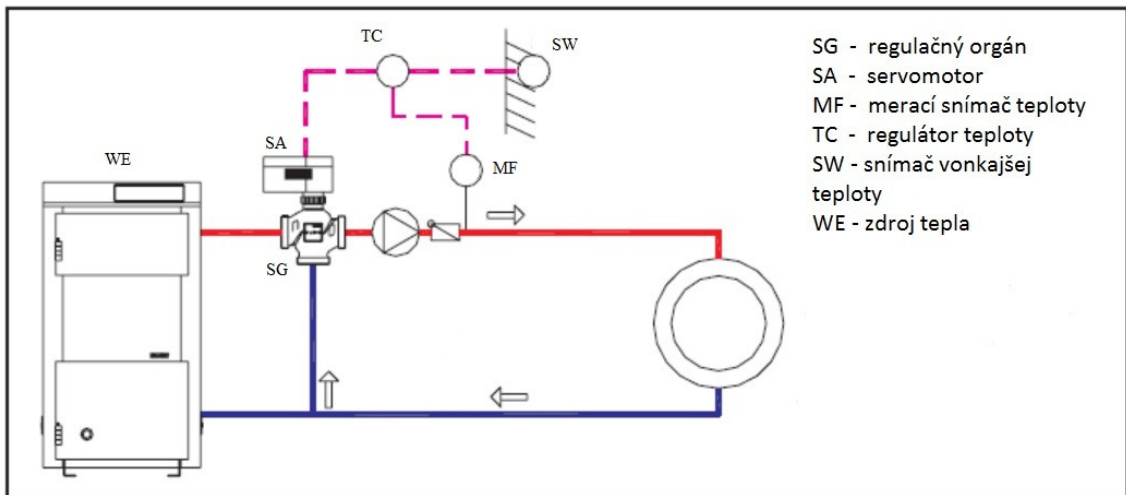 TC
SW
SA
WE
MF
SG
SG - regulačný orgán
SA - servomotor
MF - merací snímač teploty
TC - regulátor teploty
SW - snímač vonkajšej
teploty
WE - zdroj tepla